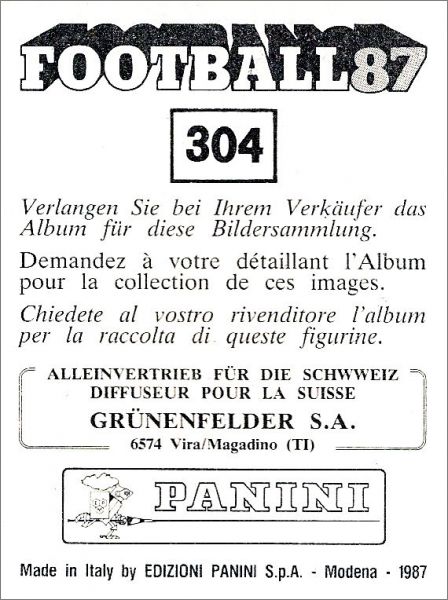 FOOTBALL87
304
Verlangen Sie bei Ihrem Verkäufer das
Album für diese Bildersammlung.
Demandez à votre détaillant l'Album
pour la collection de ces images.
Chiedete al vostro rivenditore l'album
per la raccolta di queste figurine.
ALLEINVERTRIEB FÜR DIE SCHWWEIZ
DIFFUSEUR POUR LA SUISSE
GRÜNENFELDER S.A.
6574 Vira/Magadino (TI)
PANINI
Made in Italy by EDIZIONI PANINI S.p.A. - Modena - 1987